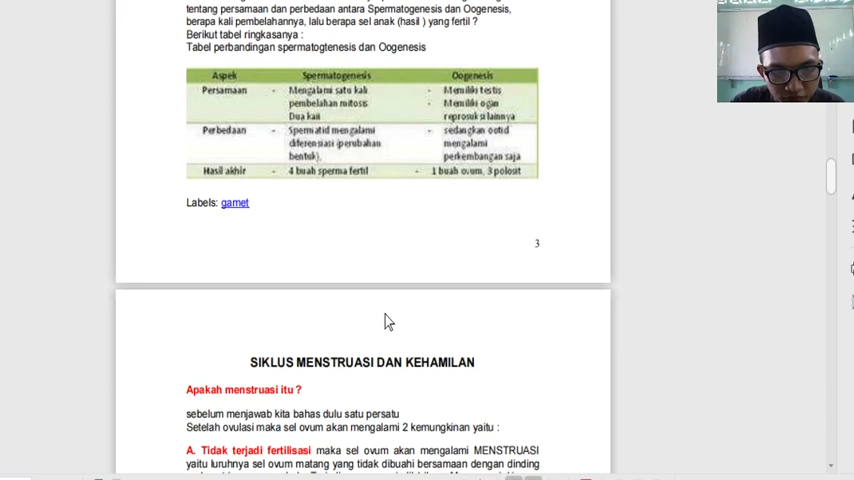 tentang persamaan dan perbedaan antara Spermatogenesis dan Oogenesis,
berapa kali pembelahannya, lalu berapa sel anak (hasil ) yang fertil ?
Berikut tabel ringkasanya :
Tabel perbandingan spermatogtenesis dan Oogenesis
Aspek Spermatogenesis Oogenesis
Persamaan - Mengalami satu kali - Memiliki testis
pembelahan mitosis - Memiliki ogan
Dua kali reprosuksi lainnya
Perbedaan - Spermatid mengalami - sedangkan ootid
diferensiasi (perubahan mengalami
bentuk), perkembangan saja
Hasil akhir - 4 buah sperma fertil - 1 buah ovum, 3 polosit
Labels: gamet
3
SIKLUS MENSTRUASI DAN KEHAMILAN
Apakah menstruasi itu ?
sebelum menjawab kita bahas dulu satu persatu
Setelah ovulasi maka sel ovum akan mengalami 2 kemungkinan yaitu :
A. Tidak terjadi fertilisasi maka sel ovum akan mengalami MENSTRUASI
yaitu luruhnya sel ovum matang yang tidak dibuahi bersamaan dengan dinding